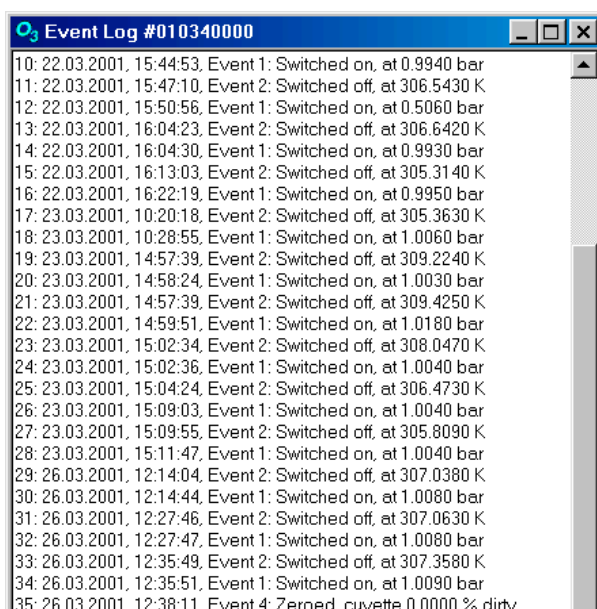 O3 Event Log #010340000
10: 22.03.2001, 15:44:53, Event 1: Switched on, at 0.9940 bar
11: 22.03.2001, 15:47:10, Event 2: Switched off, at 306.5430 K
12: 22.03.2001, 15:50:56, Event 1: Switched on, at 0.5060 bar
13: 22.03.2001, 16:04:23, Event 2: Switched off, at 306.6420 K
14: 22.03.2001, 16:04:30, Event 1: Switched on, at 0.9930 bar
15: 22.03.2001, 16:13:03, Event 2: Switched off, at 305.3140 K
16: 22.03.2001, 16:22:19, Event 1: Switched on, at 0.9950 bar
17: 23.03.2001, 10:20:18, Event 2: Switched off, at 305.3630 K
18: 23.03.2001, 10:28:55, Event 1: Switched on, at 1.0060 bar
19: 23.03.2001, 14:57:39, Event 2: Switched off, at 309.2240 K
20: 23.03.2001, 14:58:24, Event 1: Switched on, at 1.0030 bar
21: 23.03.2001, 14:57:39, Event 2: Switched off, at 309.4250 K
22: 23.03.2001, 14:59:51, Event 1: Switched on, at 1.0180 bar
23: 23.03.2001, 15:02:34, Event 2: Switched off, at 308.0470 K
24: 23.03.2001, 15:02:36, Event 1: Switched on, at 1.0040 bar
25: 23.03.2001, 15:04:24, Event 2: Switched off, at 306.4730 K
26: 23.03.2001, 15:09:03, Event 1: Switched on, at 1.0040 bar
27: 23.03.2001, 15:09:55, Event 2: Switched off, at 305.8090 K
28: 23.03.2001, 15:11:47, Event 1: Switched on, at 1.0040 bar
29: 26.03.2001, 12:14:04, Event 2: Switched off, at 307.0380 K
30: 26.03.2001, 12:14:44, Event 1: Switched on, at 1.0080 bar
31: 26.03.2001, 12:27:46, Event 2: Switched off, at 307.0630 K
32: 26.03.2001, 12:27:47, Event 1: Switched on, at 1.0080 bar
33: 26.03.2001, 12:35:49, Event 2: Switched off, at 307.3580 K
34: 26.03.2001, 12:35:51, Event 1: Switched on, at 1.0090 bar
35: 26.03.2001, 12:38:11, Event 4: Zeroed, cuvette 0.0000 % dirty